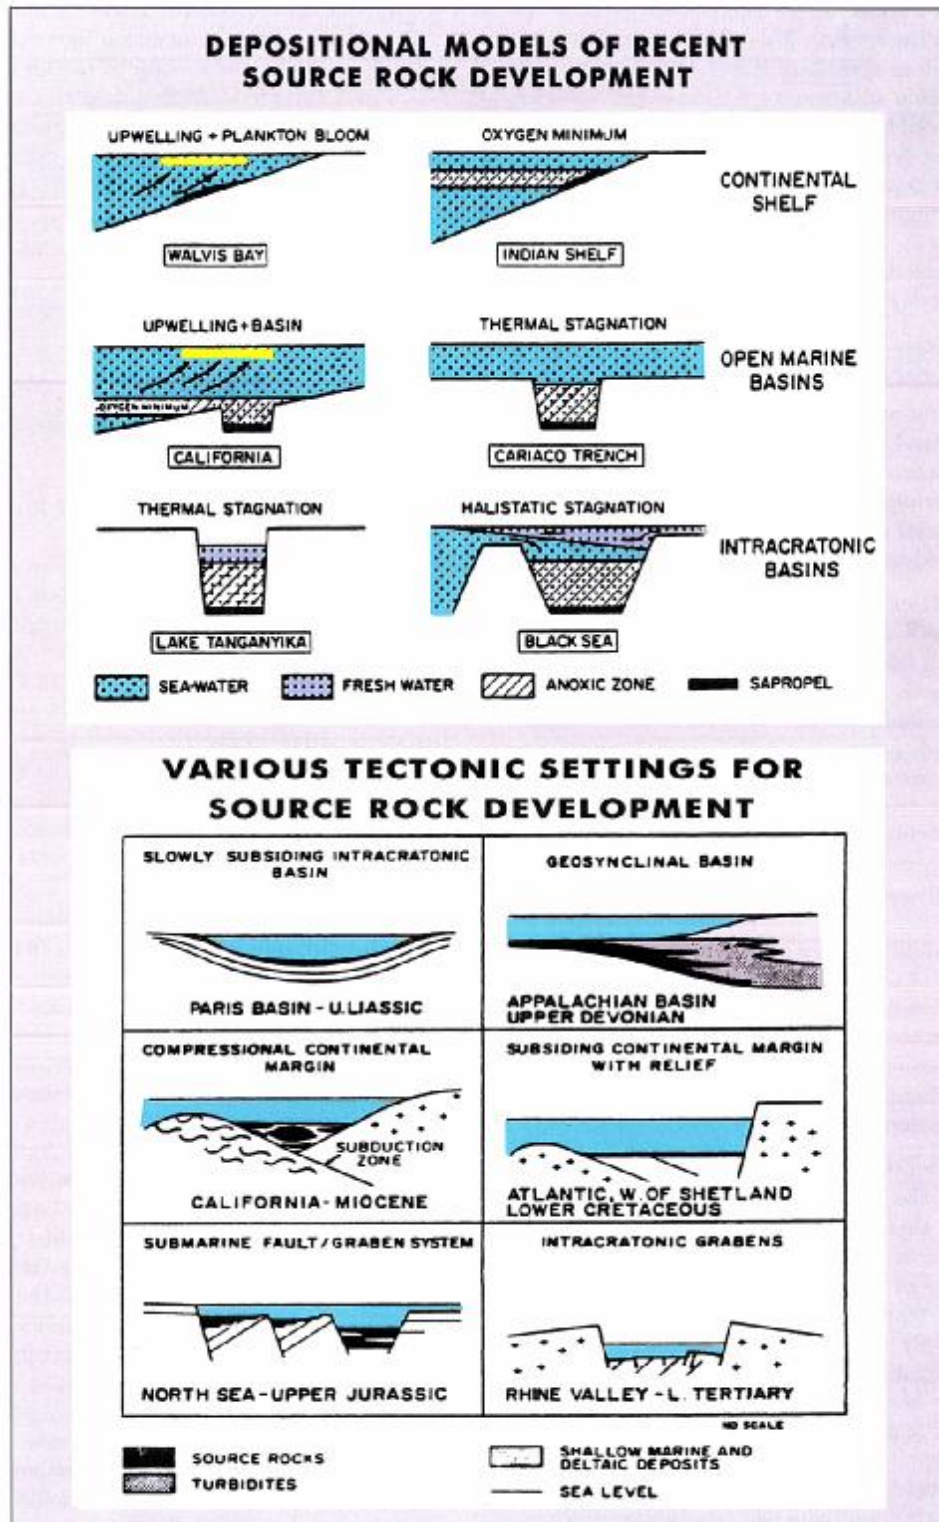 DEPOSITIONAL MODELS OF RECENT
SOURCE ROCK DEVELOPMENT
UPWELLING + PLANKTON BLOOM
OXYGEN MINIMUM
CONTINENTAL
SHELF
WALVIS BAY
INDIAN SHELF
UPWELLING + BASIN
THERMAL STAGNATION
OPEN MARINE
BASINS
OXYGEN MINIMUM
CALIFORNIA
CARIACO TRENCH
THERMAL STAGNATION
HALISTATIC STAGNATION
INTRACRATONIC
BASINS
LAKE TANGANYIKA
BLACK SEA
SEA-WATER
FRESH WATER
ANOXIC ZONE
SAPROPEL
VARIOUS TECTONIC SETTINGS FOR
SOURCE ROCK DEVELOPMENT
SLOWLY SUBSIDING INTRACRATONIC
BASIN
PARIS BASIN - U. LIASSIC
GEOSYNCLINAL BASIN
APPALACHIAN BASIN
UPPER DEVONIAN
COMPRESSIONAL CONTINENTAL
MARGIN
SUBDUCTION
ZONE
CALIFORNIA - MIOCENE
SUBSIDING CONTINENTAL MARGIN
WITH RELIEF
ATLANTIC, W. OF SHETLAND
LOWER CRETACEOUS
SUBMARINE FAULT/GRABEN SYSTEM
NORTH SEA - UPPER JURASSIC
INTRACRATONIC GRABENS
RHINE VALLEY - L. TERTIARY
NO SCALE
SOURCE ROCKS
TURBIDITES
SHALLOW MARINE AND
DELTAIC DEPOSITS
SEA LEVEL